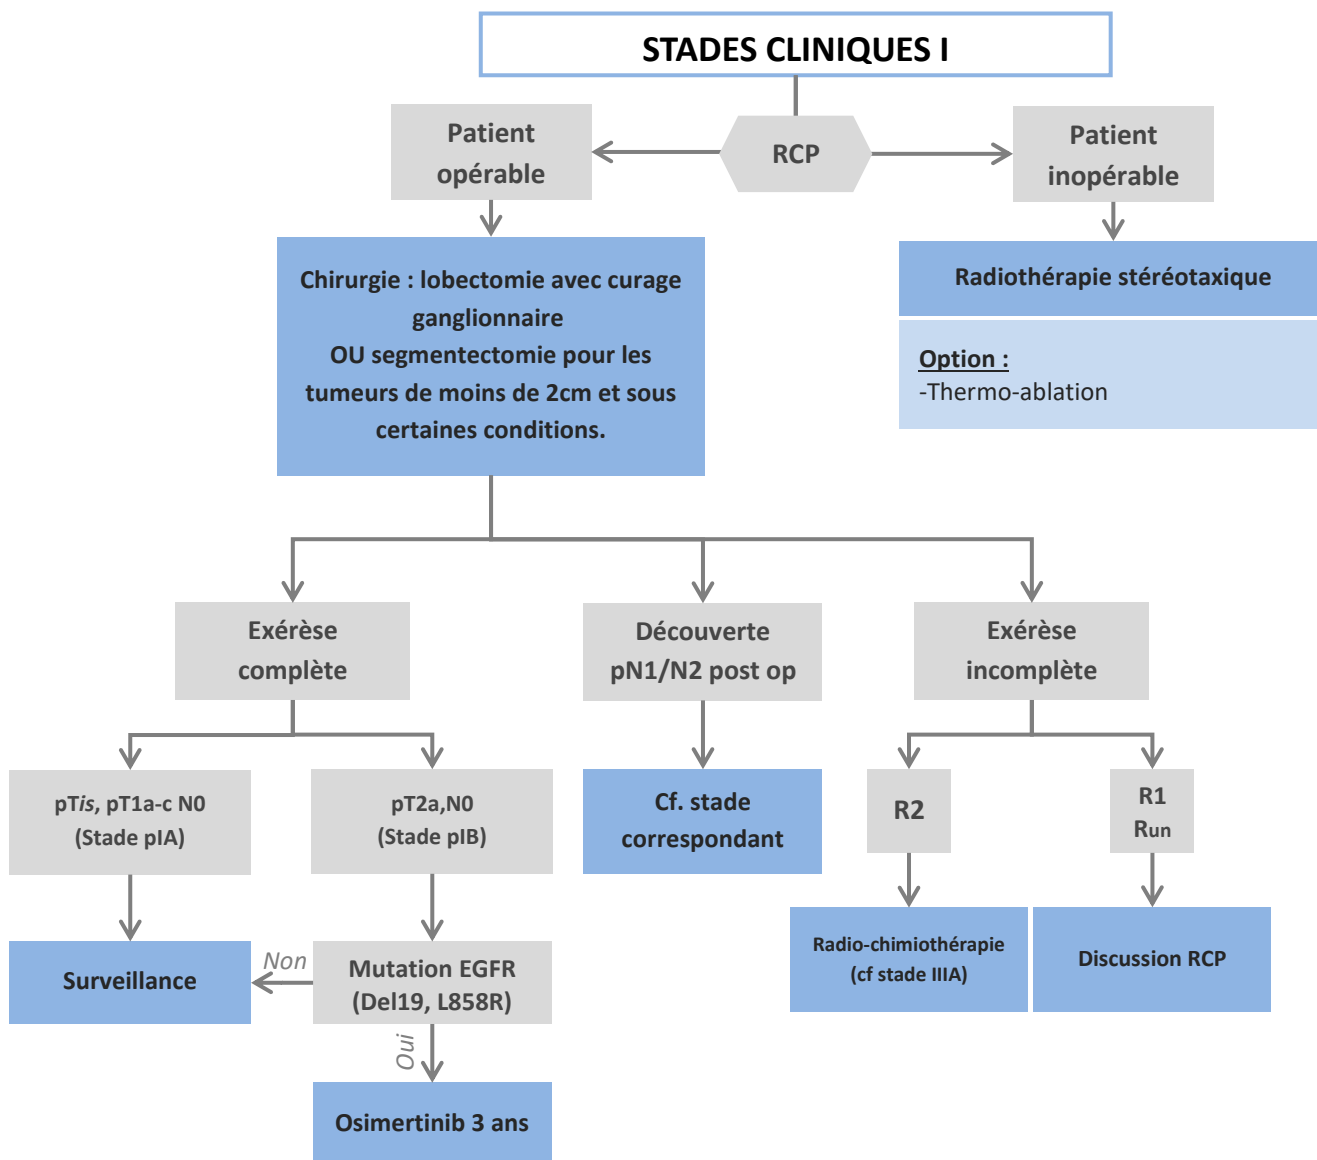 STADES CLINIQUES I
Patient
opérable
RCP
Patient
inopérable
Chirurgie : lobectomie avec curage
ganglionnaire
OU segmentectomie pour les
tumeurs de moins de 2cm et sous
certaines conditions.
Radiothérapie stéréotaxique
Option :
-Thermo-ablation
Exérèse
complète
Découverte
pN1/N2 post op
Exérèse
incomplète
pTis, pT1a-c N0
(Stade pIA)
pT2a,N0
(Stade pIB)
Cf. stade
correspondant
R2
R1
Run
Surveillance
Non
Mutation EGFR
(Del19, L858R)
Radio-chimiothérapie
(cf stade IIIA)
Discussion RCP
Oui
Osimertinib 3 ans